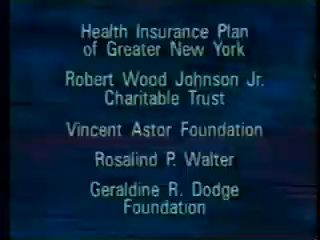 Health Insurance Plan
of Greater New York
Robert Wood Johnson Jr.
Charitable Trust
Vincent Astor Foundation
Rosalind P. Walter
Geraldine R. Dodge
Foundation